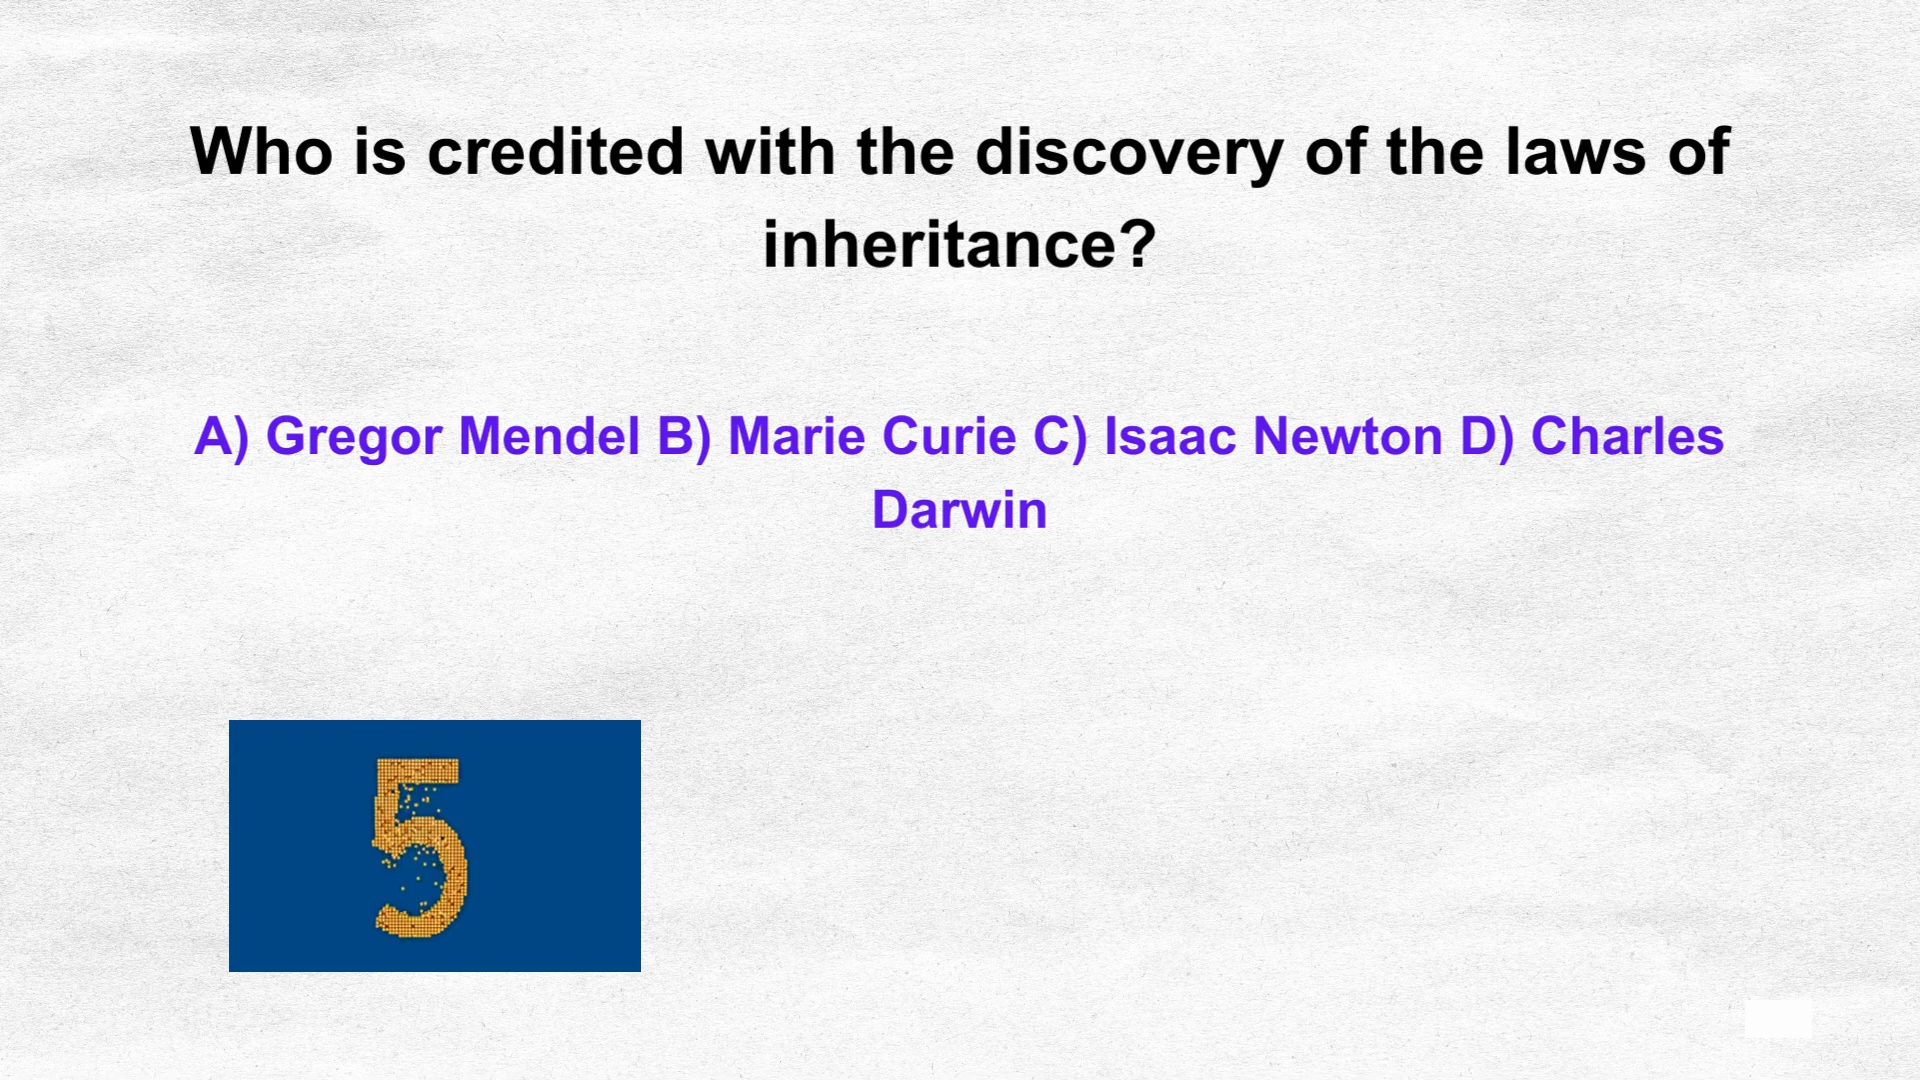 Who is credited with the discovery of the laws of
inheritance?
A) Gregor Mendel B) Marie Curie C) Isaac Newton D) Charles
Darwin
5